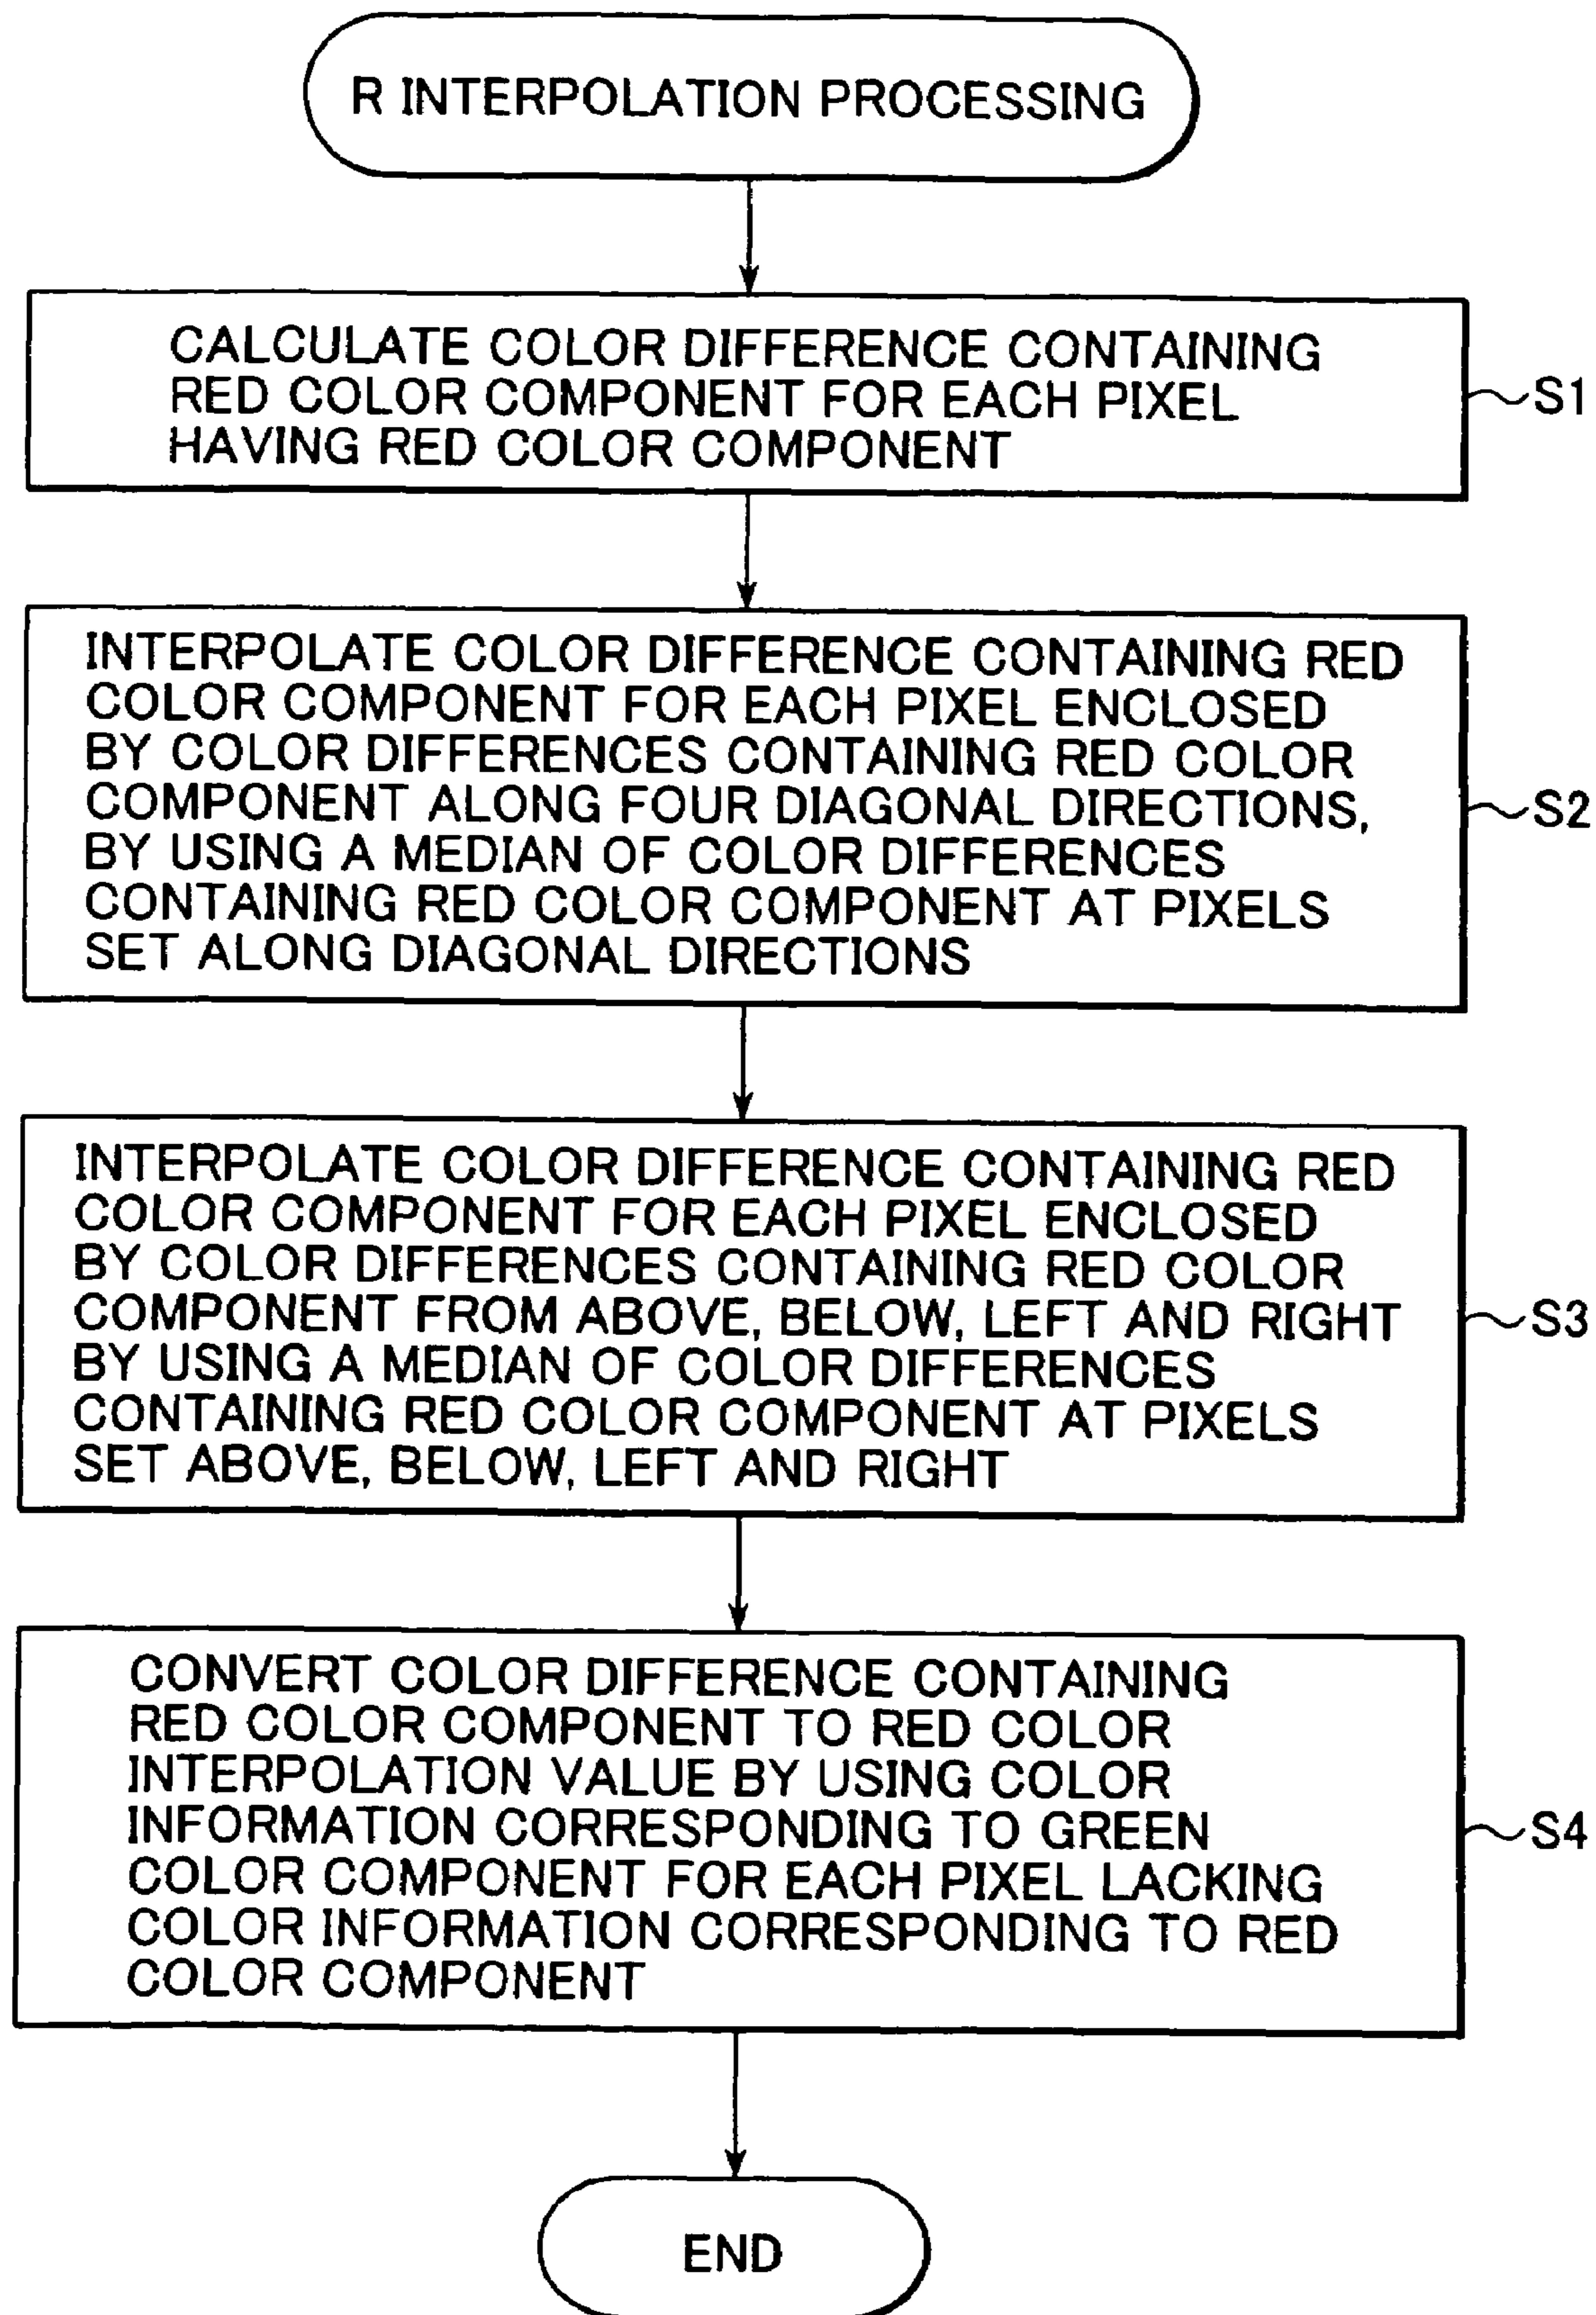 R INTERPOLATION PROCESSING
CALCULATE COLOR DIFFERENCE CONTAINING
RED COLOR COMPONENT FOR EACH PIXEL
HAVING RED COLOR COMPONENT
S1
INTERPOLATE COLOR DIFFERENCE CONTAINING RED
COLOR COMPONENT FOR EACH PIXEL ENCLOSED
BY COLOR DIFFERENCES CONTAINING RED COLOR
COMPONENT ALONG FOUR DIAGONAL DIRECTIONS,
BY USING A MEDIAN OF COLOR DIFFERENCES
CONTAINING RED COLOR COMPONENT AT PIXELS
SET ALONG DIAGONAL DIRECTIONS
S2
INTERPOLATE COLOR DIFFERENCE CONTAINING RED
COLOR COMPONENT FOR EACH PIXEL ENCLOSED
BY COLOR DIFFERENCES CONTAINING RED COLOR
COMPONENT FROM ABOVE, BELOW, LEFT AND RIGHT
BY USING A MEDIAN OF COLOR DIFFERENCES
CONTAINING RED COLOR COMPONENT AT PIXELS
SET ABOVE, BELOW, LEFT AND RIGHT
S3
CONVERT COLOR DIFFERENCE CONTAINING
RED COLOR COMPONENT TO RED COLOR
INTERPOLATION VALUE BY USING COLOR
INFORMATION CORRESPONDING TO GREEN
COLOR COMPONENT FOR EACH PIXEL LACKING
COLOR INFORMATION CORRESPONDING TO RED
COLOR COMPONENT
S4
END